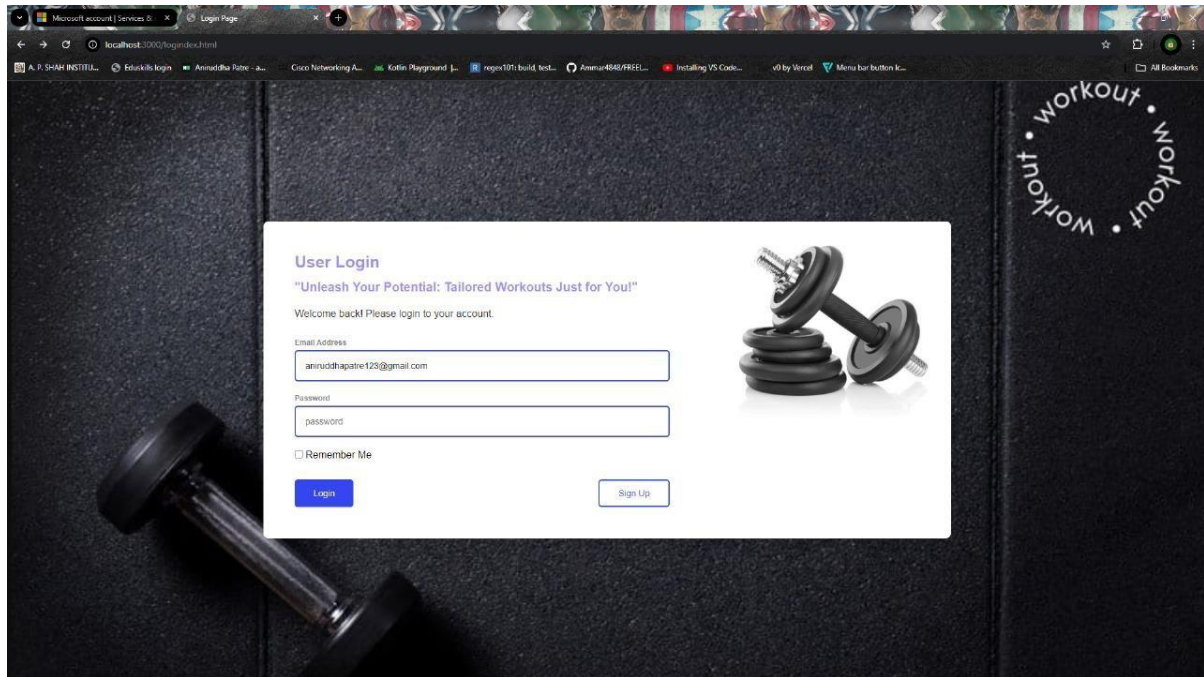 Microsoft account | Services &
Login Page
localhost:3000/logindex.html
A. P. SHAH INSTITU...
Eduskills login
Aniruddha Patre - a...
Cisco Networking A...
Kotlin Playground |...
regex101: build, test...
Ammar4848/FREEL...
Installing VS Code...
v0 by Vercel
Menu bar button ic...
All Bookmarks
workout • workout • workout •
User Login
"Unleash Your Potential: Tailored Workouts Just for You!"
Welcome back! Please login to your account.
Email Address
aniruddhapatre123@gmail.com
Password
password
Remember Me
Login
Sign Up